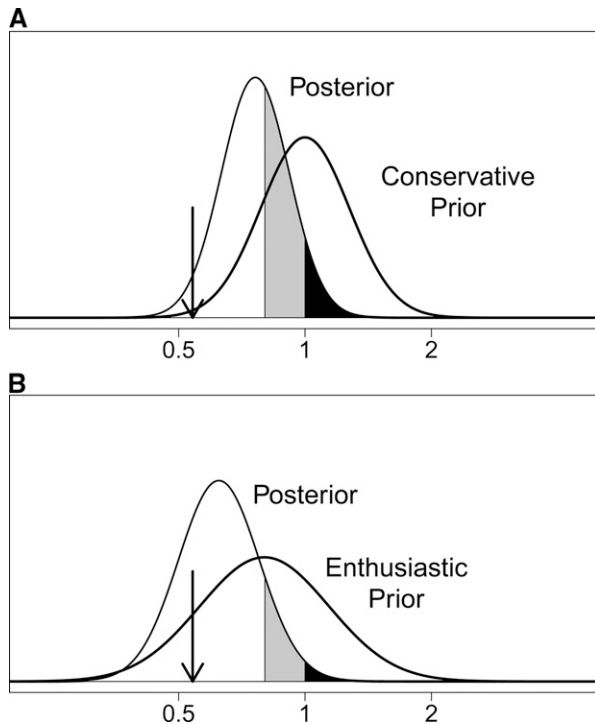 A
Posterior
Conservative
Prior
0.5 1 2
B
Posterior
Enthusiastic
Prior
0.5 1 2